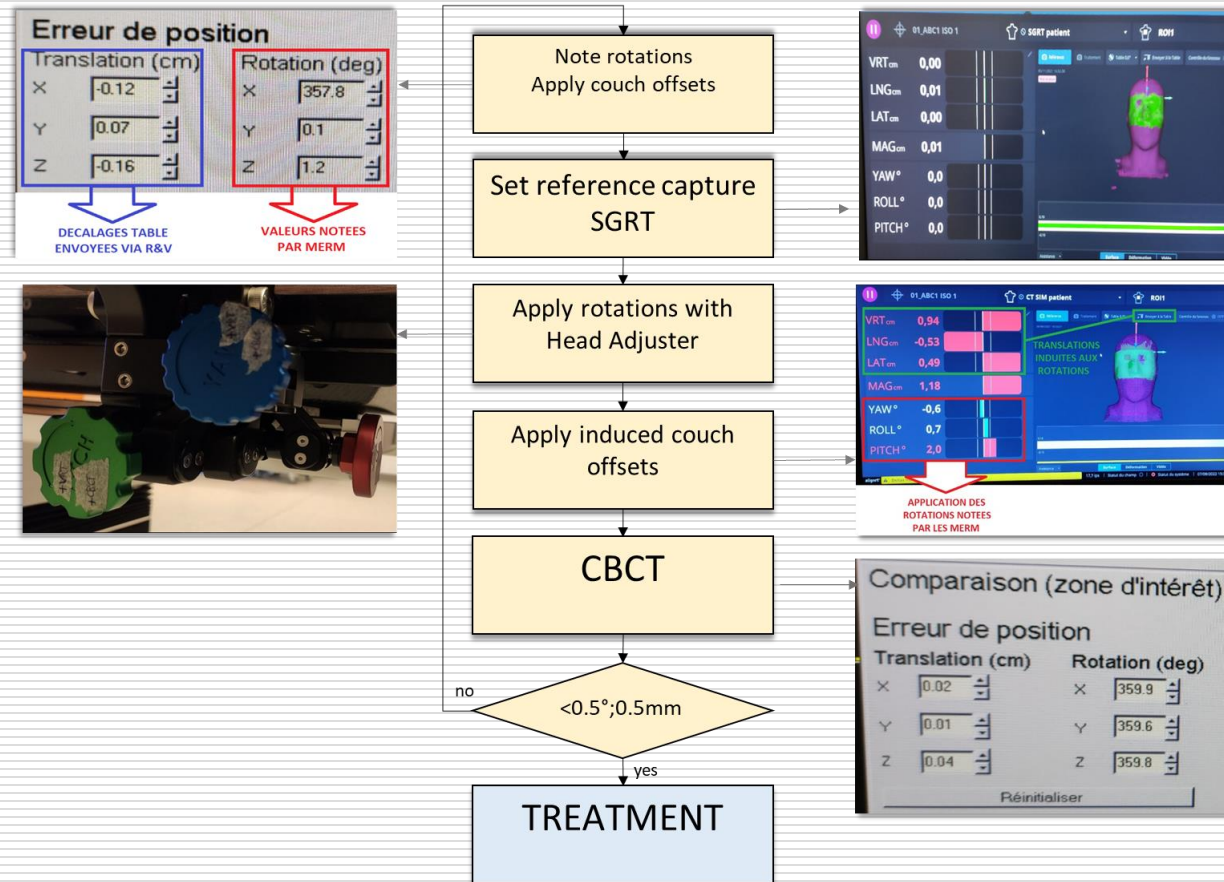 Erreur de position
Translation (cm)
Rotation (deg)
X -0.12
X 357.8
Y 0.07
Y 0.1
Z -0.16
Z 1.2
DECALAGES TABLE
ENVOYEES VIA R&V
VALEURS NOTEES
PAR MERM
Note rotations
Apply couch offsets
Set reference capture
SGRT
Apply rotations with
Head Adjuster
Apply induced couch
offsets
CBCT
no
<0.5°;0.5mm
yes
TREATMENT
01_ABC1 ISO 1
SGRT patient
ROI1
VRT cm 0,00
LNG cm 0,01
LAT cm 0,00
MAG cm 0,01
YAW° 0,0
ROLL° 0,0
PITCH° 0,0
01_ABC1 ISO 1
CT SIM patient
ROI1
VRT cm 0,94
LNG cm -0,53
LAT cm 0,49
MAG cm 1,18
YAW° -0,6
ROLL° 0,7
PITCH° 2,0
TRANSLATIONS
INDUITES AUX
ROTATIONS
APPLICATION DES
ROTATIONS NOTEES
PAR LES MERM
Comparaison (zone d'intérêt)
Erreur de position
Translation (cm)
Rotation (deg)
X 0.02
X 359.9
Y 0.01
Y 359.6
Z 0.04
Z 359.8
Réinitialiser